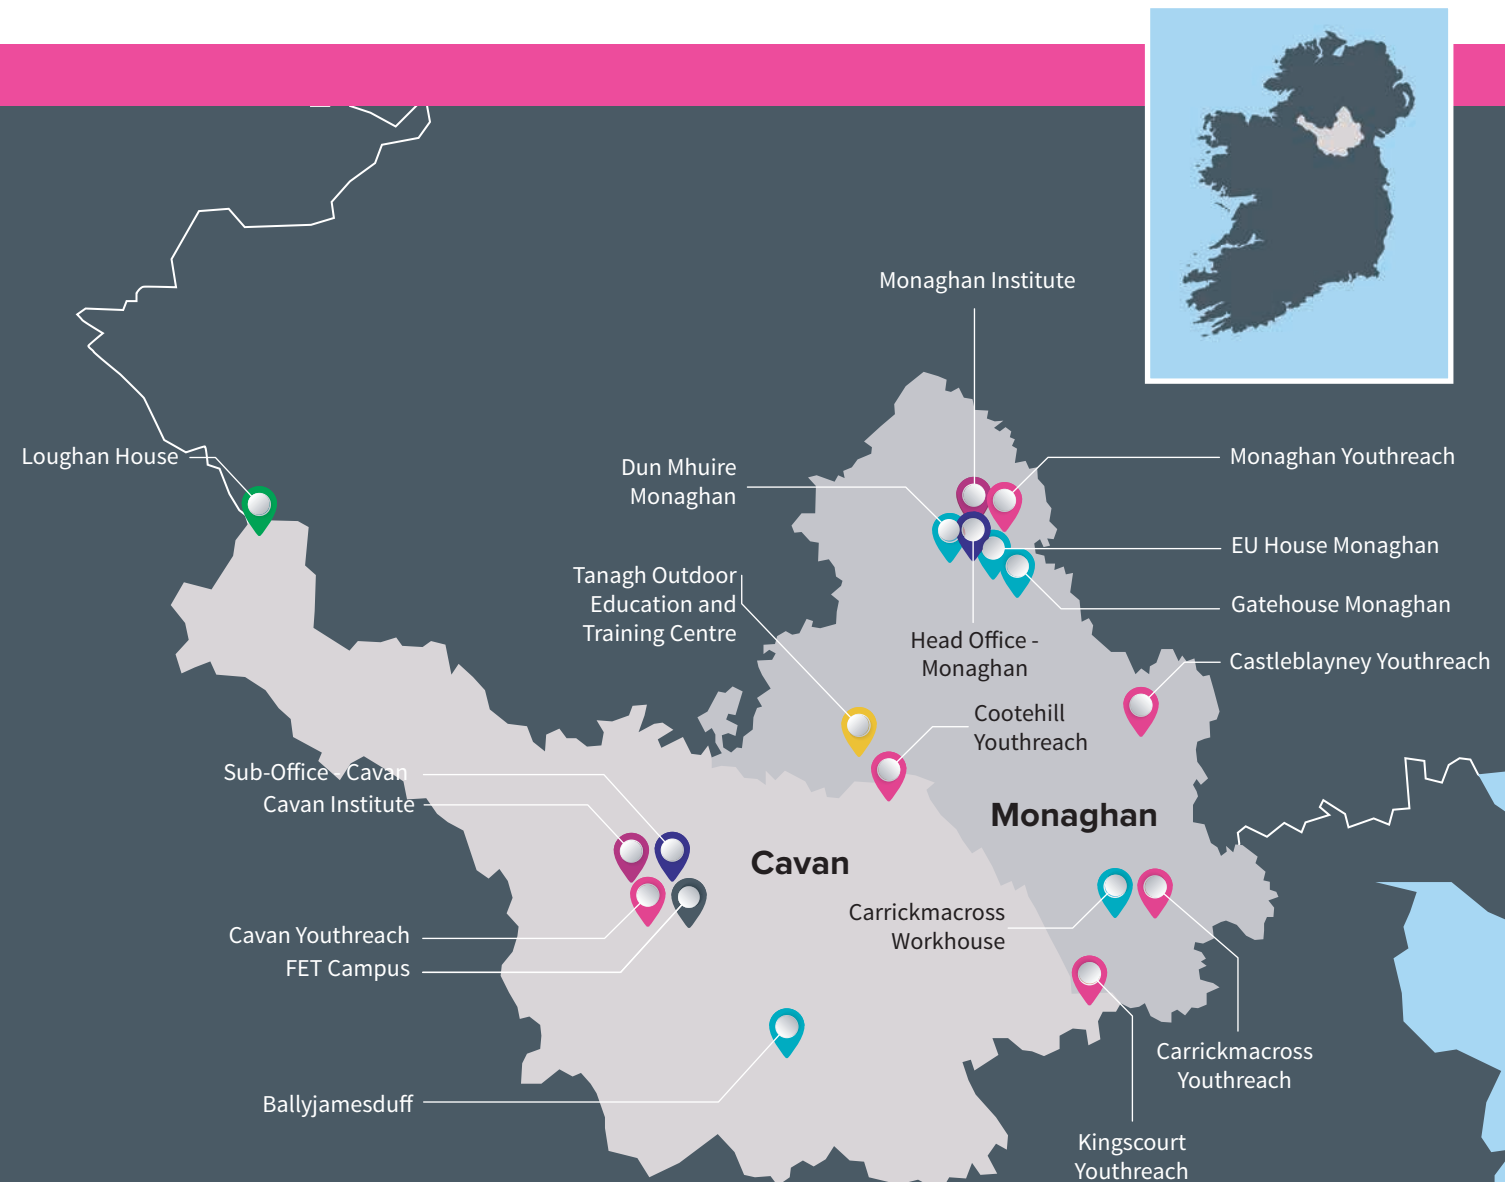 Monaghan Institute
Loughan House
Dun Mhuire
Monaghan
Monaghan Youthreach
EU House Monaghan
Tanagh Outdoor
Education and
Training Centre
Gatehouse Monaghan
Head Office -
Monaghan
Castleblayney Youthreach
Cootehill
Youthreach
Sub-Office - Cavan
Cavan Institute
Monaghan
Cavan
Carrickmacross
Workhouse
Cavan Youthreach
FET Campus
Carrickmacross
Youthreach
Ballyjamesduff
Kingscourt
Youthreach